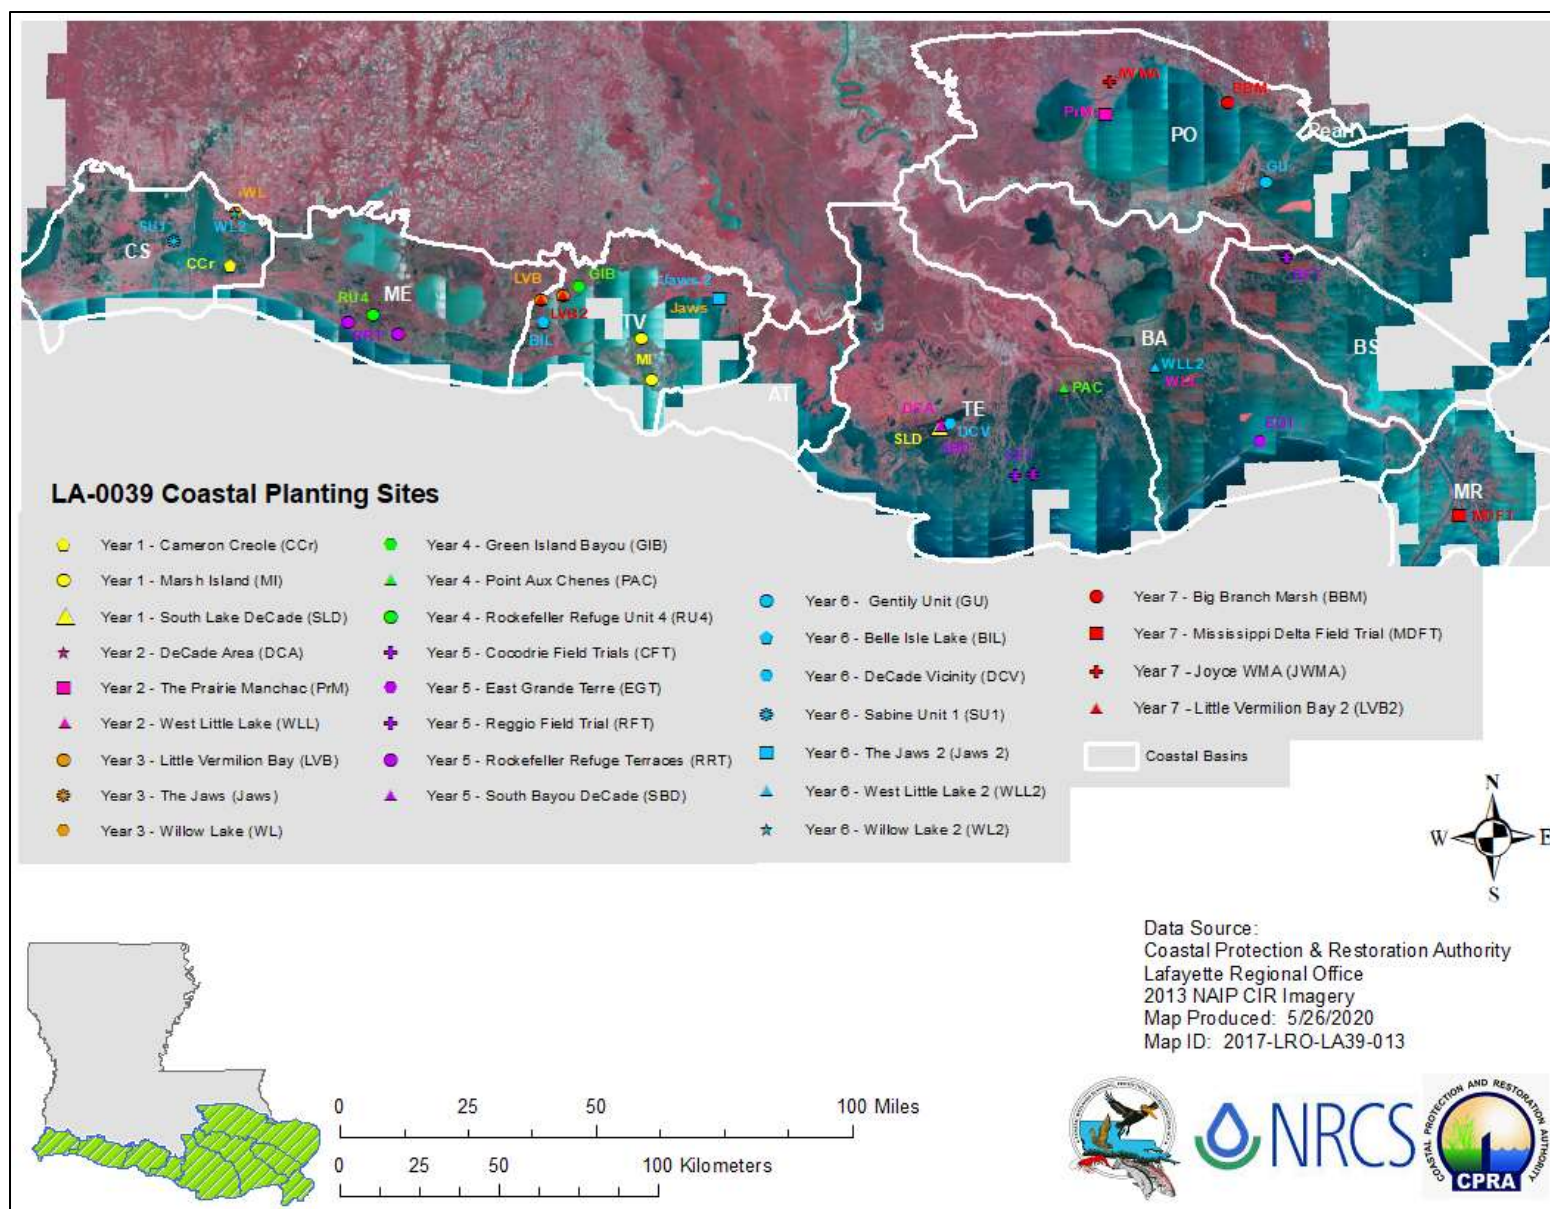 JWMA
BBM
PrM
PO
Pearl
GU
WL
SU1
WL2
CS
CCr
LVB
GIB
Jaws 2
RU4
ME
LVB2
Jaws
RRT
BIL
TV
BA
BS
MI
WLL2
WLL
AT
PAC
DCA
TE
SLD
DCV
EGT
MR
MDFT
LA-0039 Coastal Planting Sites
Year 1 - Cameron Creole (CCr)
Year 1 - Marsh Island (MI)
Year 1 - South Lake DeCade (SLD)
Year 2 - DeCade Area (DCA)
Year 2 - The Prairie Manchac (PrM)
Year 2 - West Little Lake (WLL)
Year 3 - Little Vermilion Bay (LVB)
Year 3 - The Jaws (Jaws)
Year 3 - Willow Lake (WL)
Year 4 - Green Island Bayou (GIB)
Year 4 - Point Aux Chenes (PAC)
Year 4 - Rockefeller Refuge Unit 4 (RU4)
Year 5 - Cocodrie Field Trials (CFT)
Year 5 - East Grande Terre (EGT)
Year 5 - Reggio Field Trial (RFT)
Year 5 - Rockefeller Refuge Terraces (RRT)
Year 5 - South Bayou DeCade (SBD)
Year 6 - Gentily Unit (GU)
Year 6 - Belle Isle Lake (BIL)
Year 6 - DeCade Vicinity (DCV)
Year 6 - Sabine Unit 1 (SU1)
Year 6 - The Jaws 2 (Jaws 2)
Year 6 - West Little Lake 2 (WLL2)
Year 6 - Willow Lake 2 (WL2)
Year 7 - Big Branch Marsh (BBM)
Year 7 - Mississippi Delta Field Trial (MDFT)
Year 7 - Joyce WMA (JWMA)
Year 7 - Little Vermilion Bay 2 (LVB2)
Coastal Basins
N
W E
S
Data Source:
Coastal Protection & Restoration Authority
Lafayette Regional Office
2013 NAIP CIR Imagery
Map Produced: 5/26/2020
Map ID: 2017-LRO-LA39-013
0 25 50 100 Miles
0 25 50 100 Kilometers
NRCS
COASTAL PROTECTION AND RESTORATION AUTHORITY
CPRA